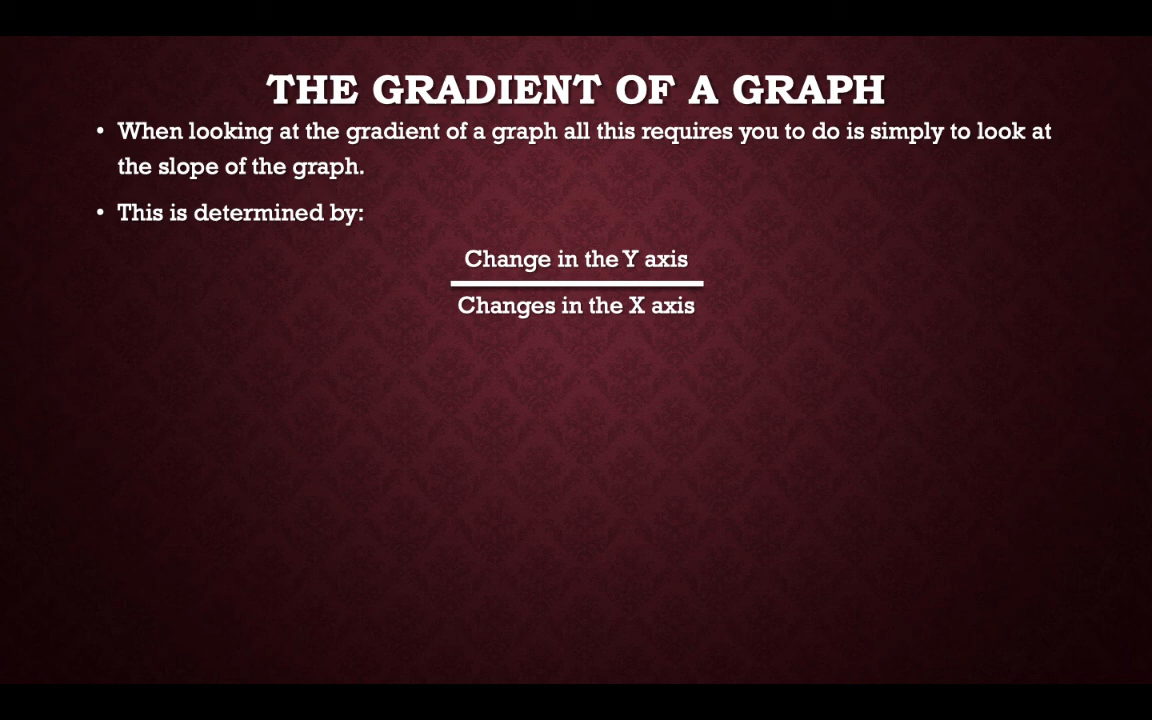 THE GRADIENT OF A GRAPH
• When looking at the gradient of a graph all this requires you to do is simply to look at
the slope of the graph.
• This is determined by:
Change in the Y axis
Changes in the X axis